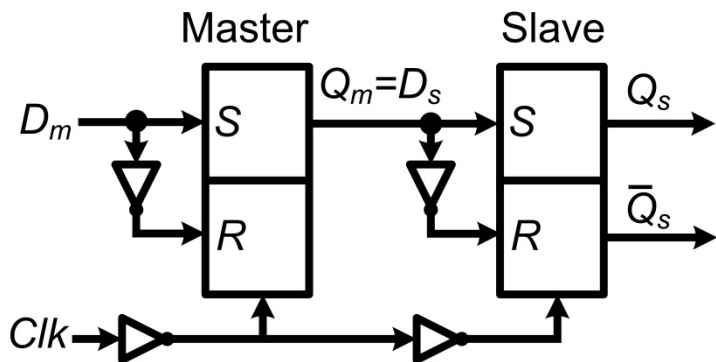 Master
Slave
Dₘ
S
Qₘ=Dₛ
S
Qₛ
R
R
Q̄ₛ
Clk